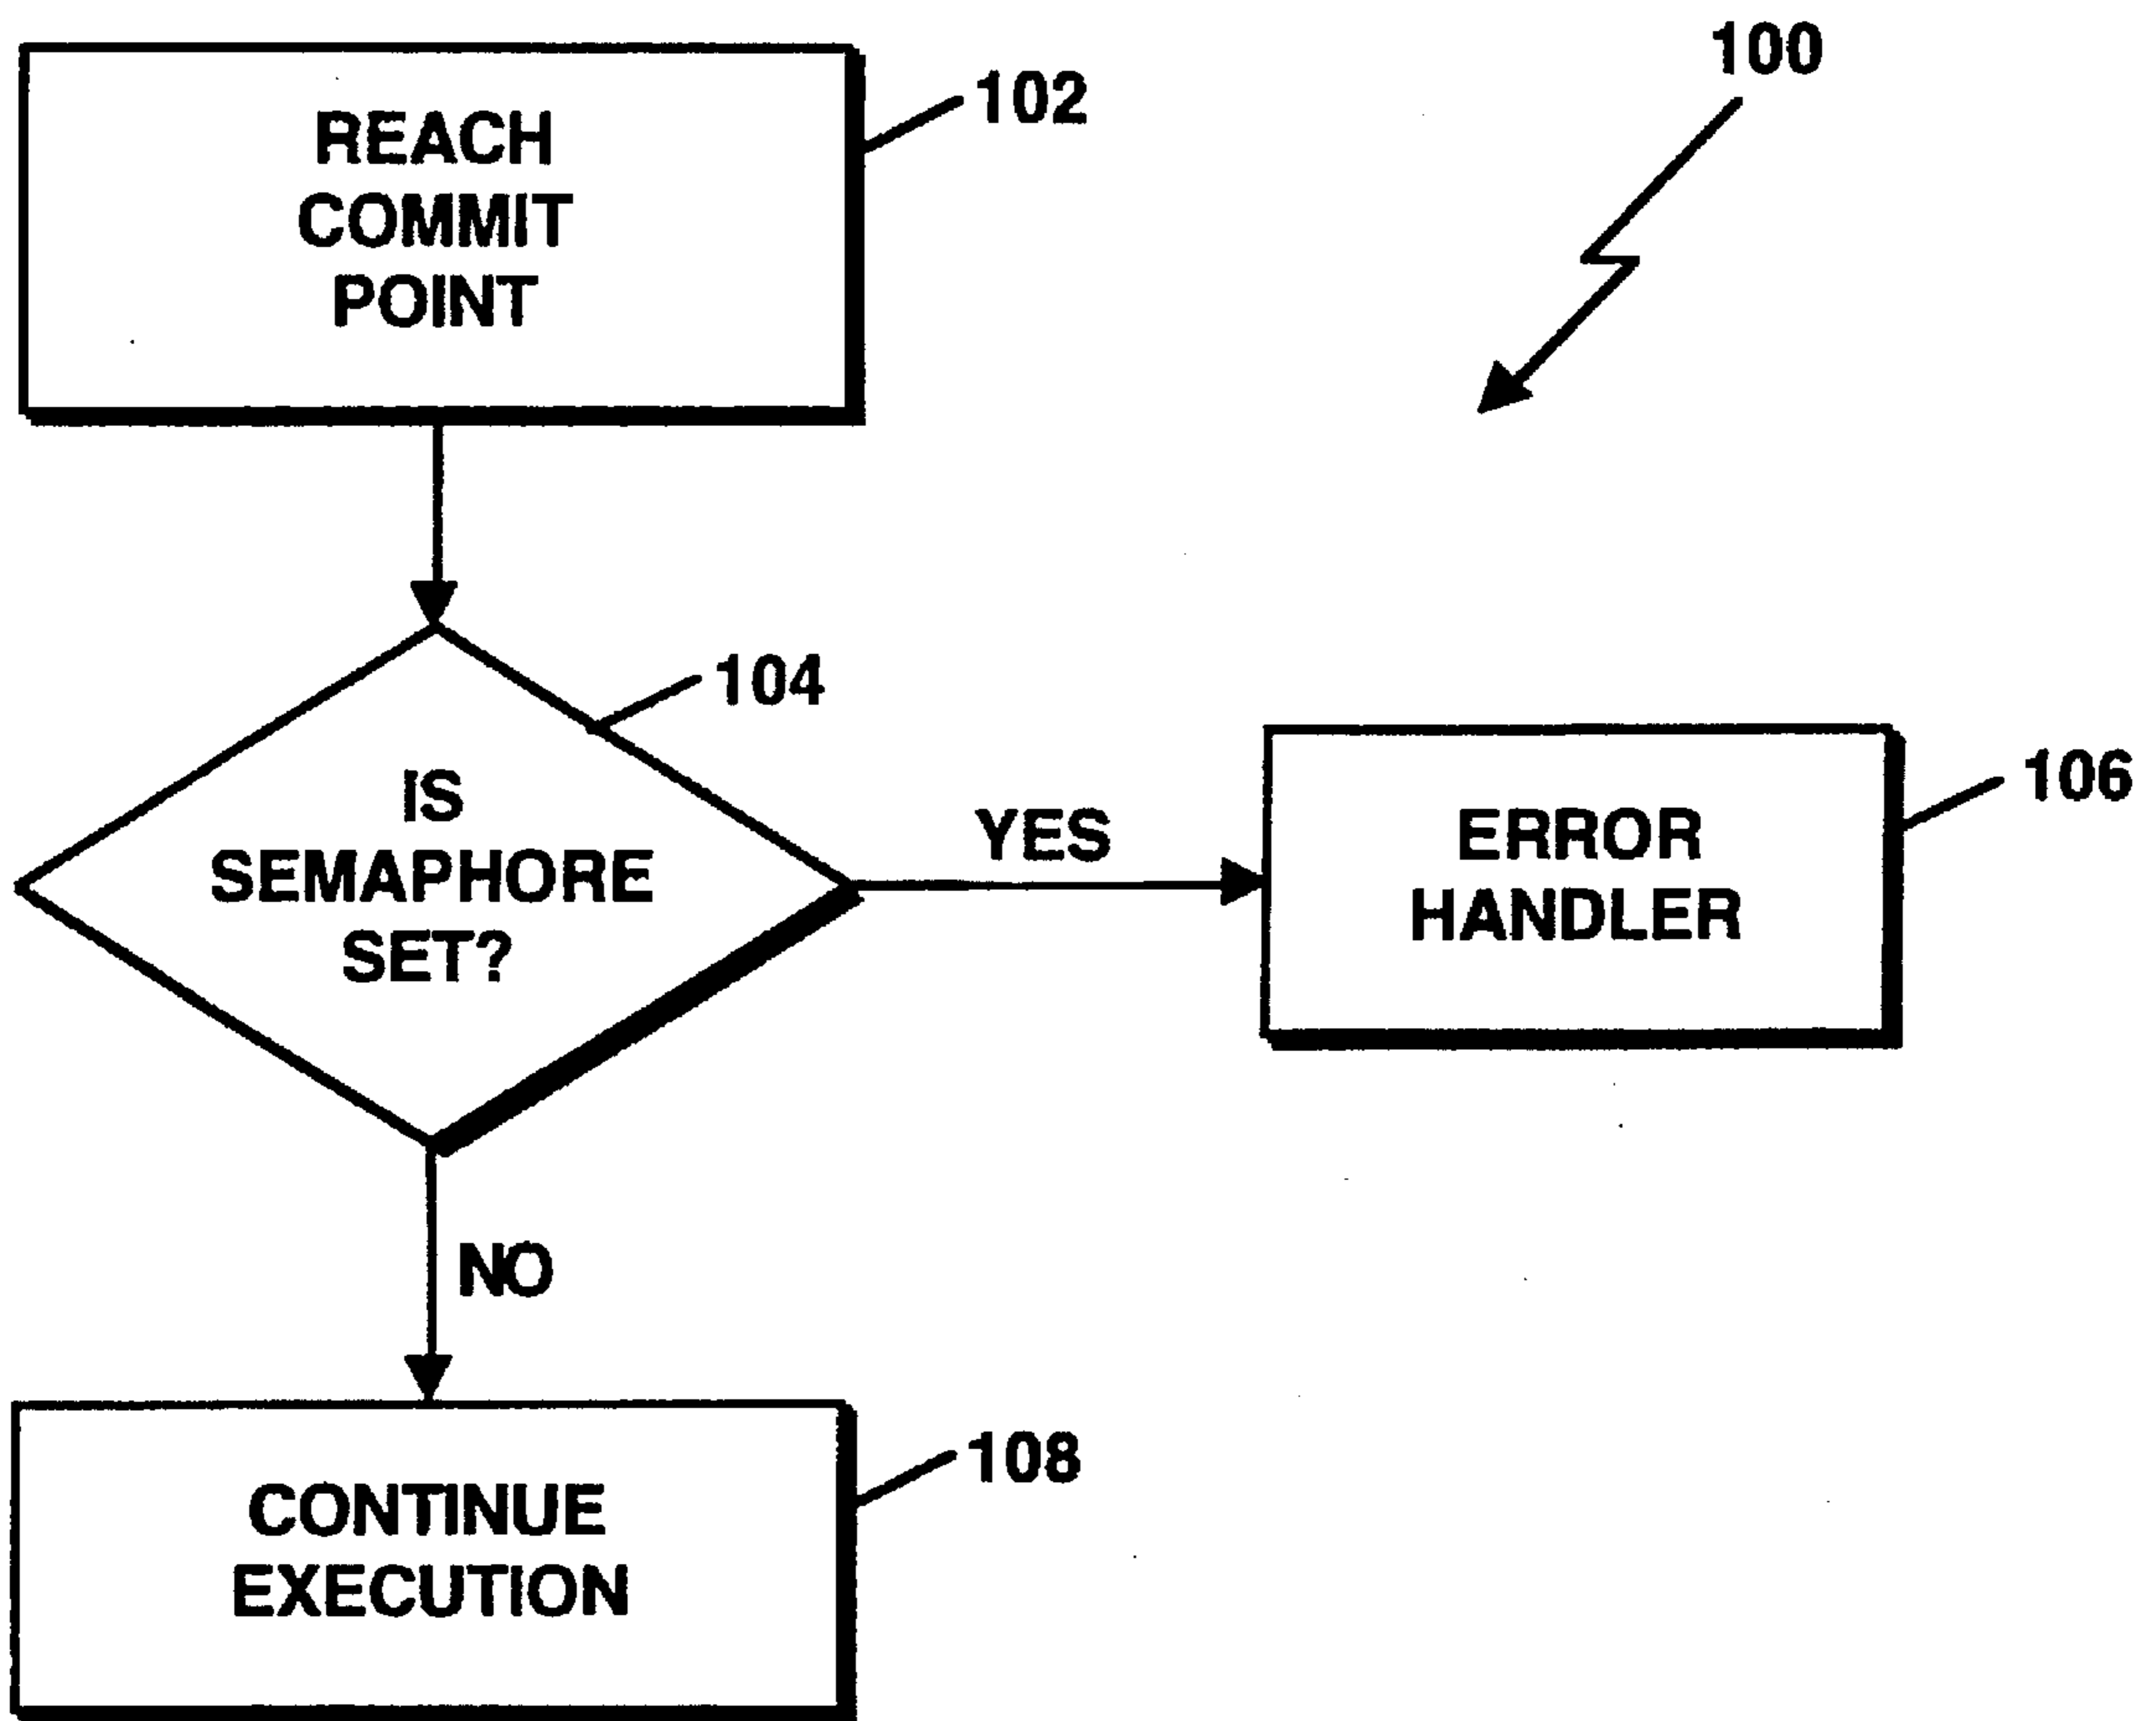 100
REACH
COMMIT
POINT
102
IS
SEMAPHORE
SET?
104
YES
ERROR
HANDLER
106
NO
CONTINUE
EXECUTION
108